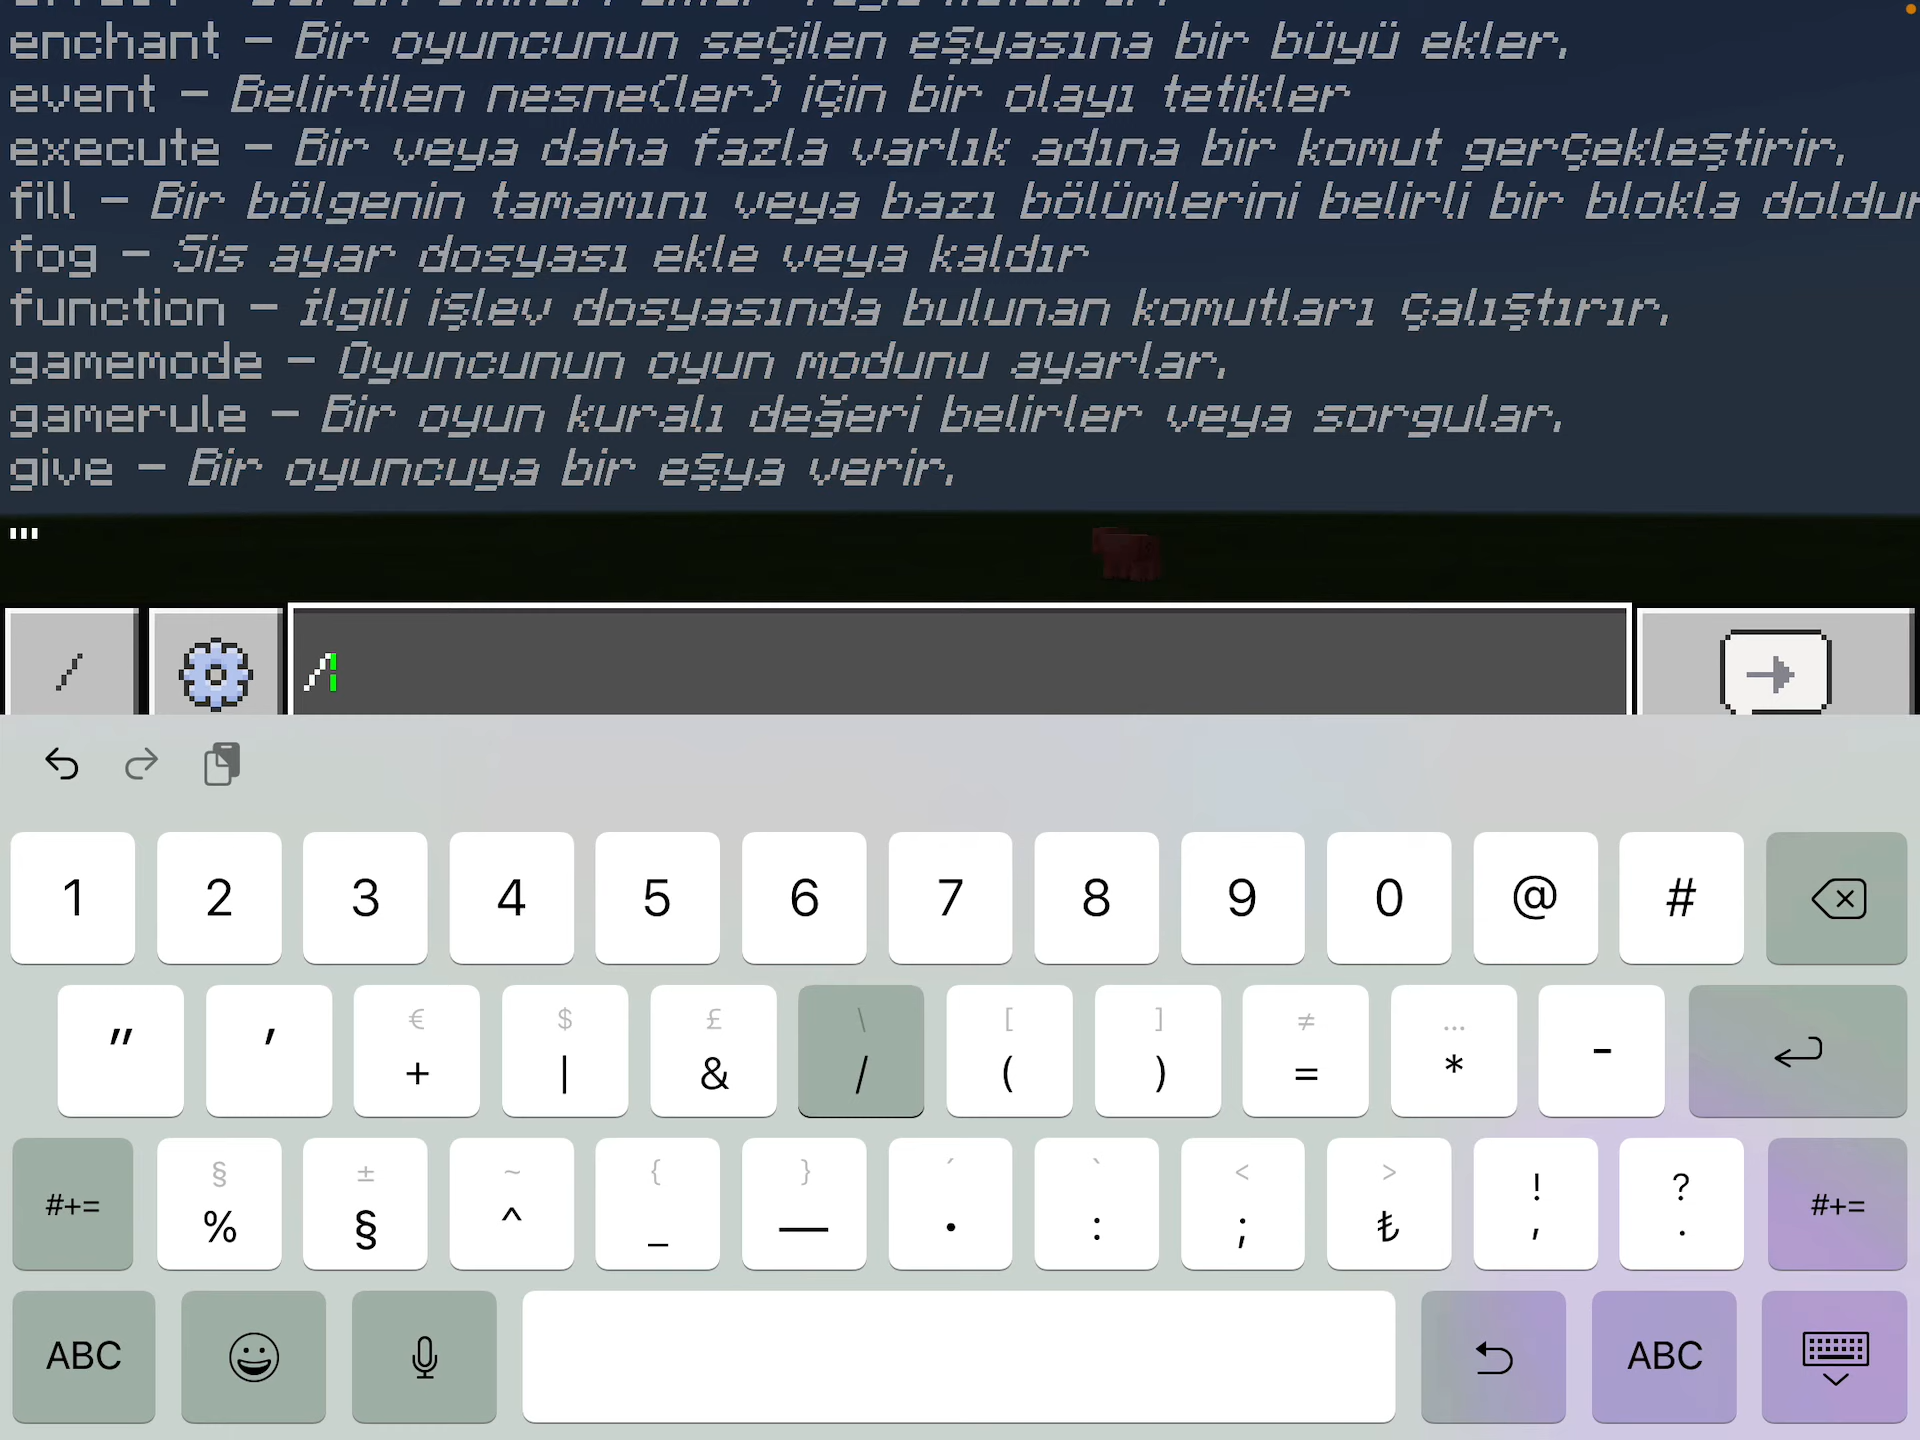 enchant - Bir oyuncunun seçilen eşyasına bir büyü ekler.
event - Belirtilen nesne(ler) için bir olayı tetikler
execute - Bir veya daha fazla varlık adına bir komut gerçekleştirir.
fill - Bir bölgenin tamamını veya bazı bölümlerini belirli bir blokla doldur
fog - Sis ayar dosyası ekle veya kaldır
function - İlgili işlev dosyasında bulunan komutları çalıştırır.
gamemode - Oyuncunun oyun modunu ayarlar.
gamerule - Bir oyun kuralı değeri belirler veya sorgular.
give - Bir oyuncuya bir eşya verir.
...
/ /
1 2 3 4 5 6 7 8 9 0 @ #
€ $ £ \ [ ] ≠ …
" ' + | & / ( ) = * -
§ ± ~ { } ´ ` < > ! ?
#+= % § ^ _ — · : ; ₺ , . #+=
ABC ABC